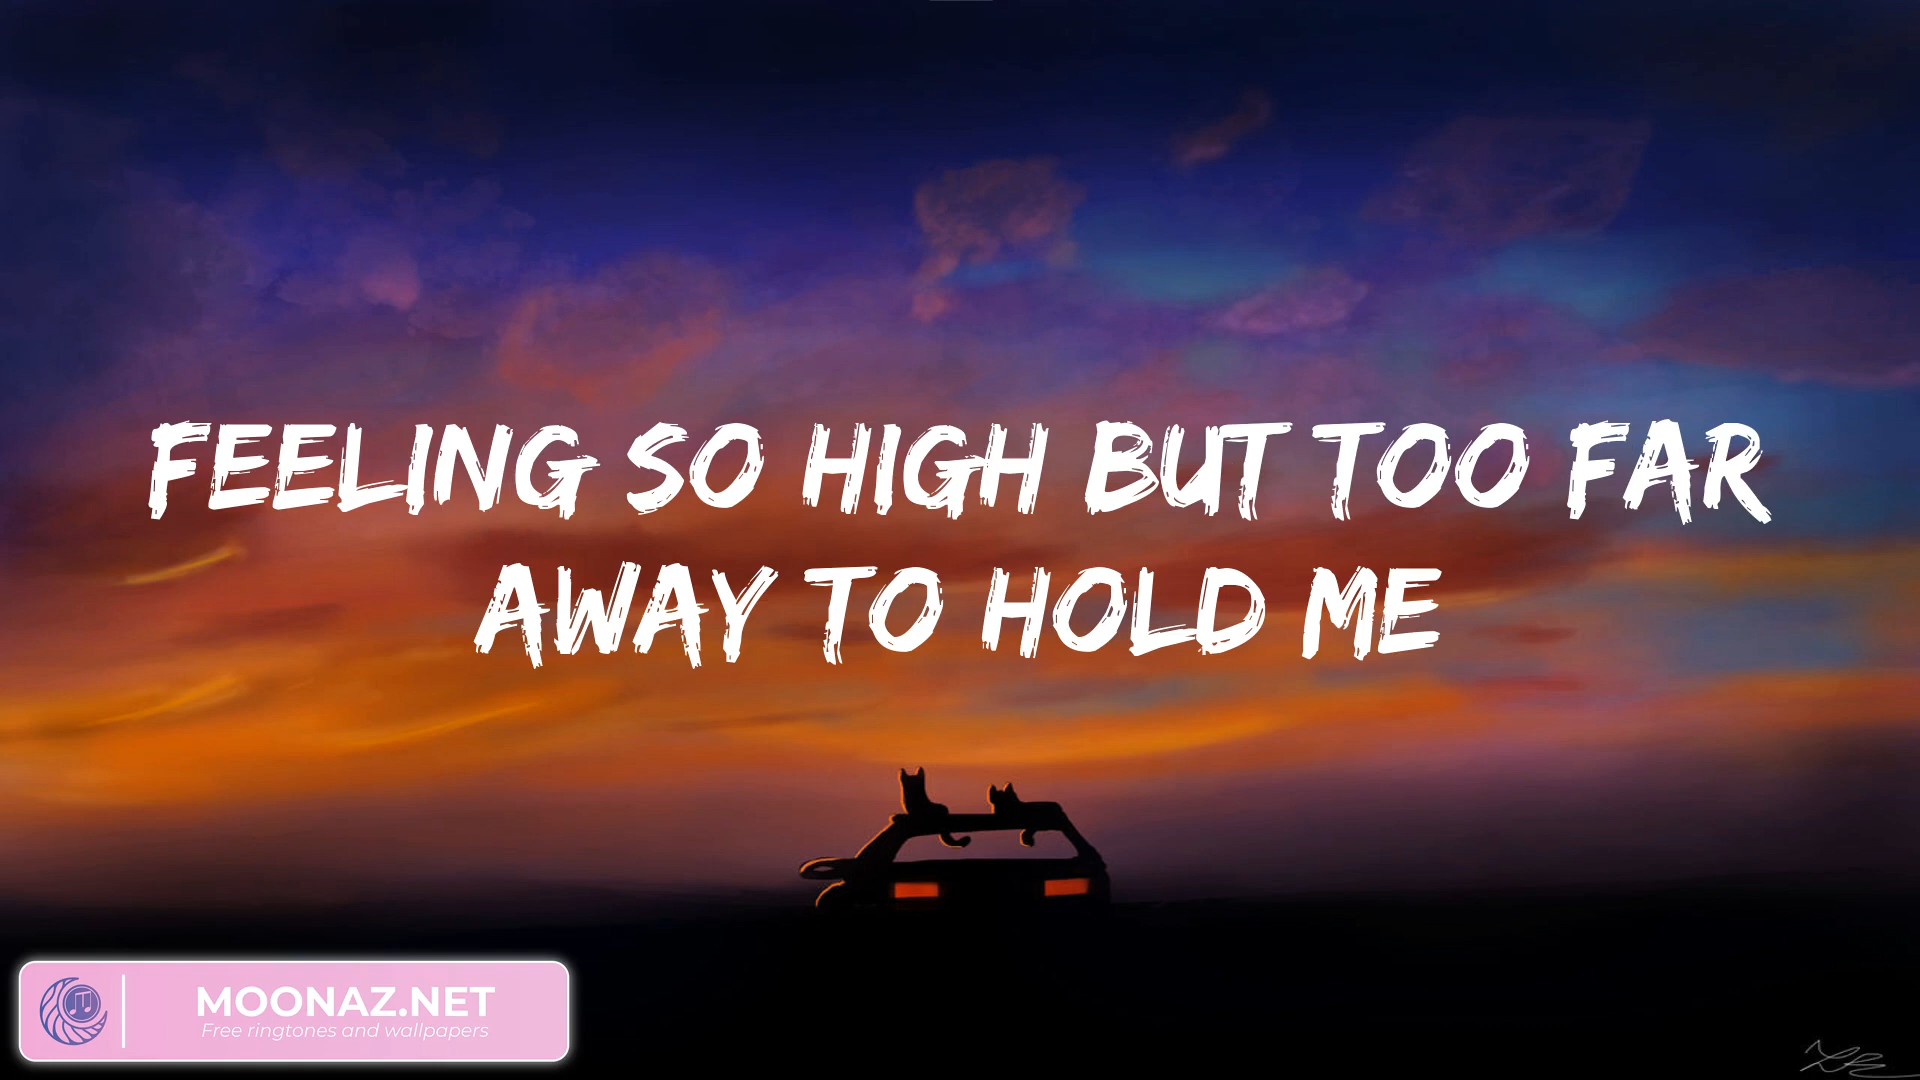 FEELING SO HIGH BUT TOO FAR
AWAY TO HOLD ME
MOONAZ.NET
Free ringtones and wallpapers